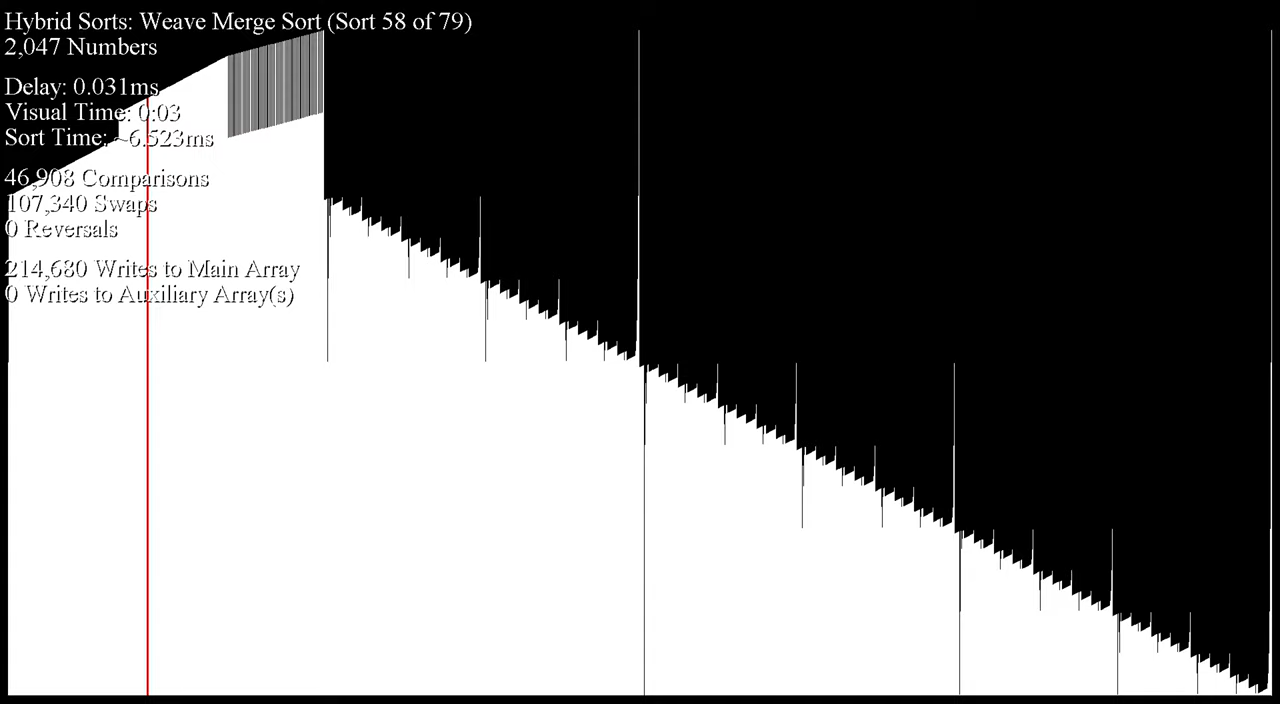 Hybrid Sorts: Weave Merge Sort (Sort 58 of 79)
2,047 Numbers
Delay: 0.031ms
Visual Time: 0:03
Sort Time: ~6.523ms
46,908 Comparisons
107,340 Swaps
0 Reversals
214,680 Writes to Main Array
0 Writes to Auxiliary Array(s)